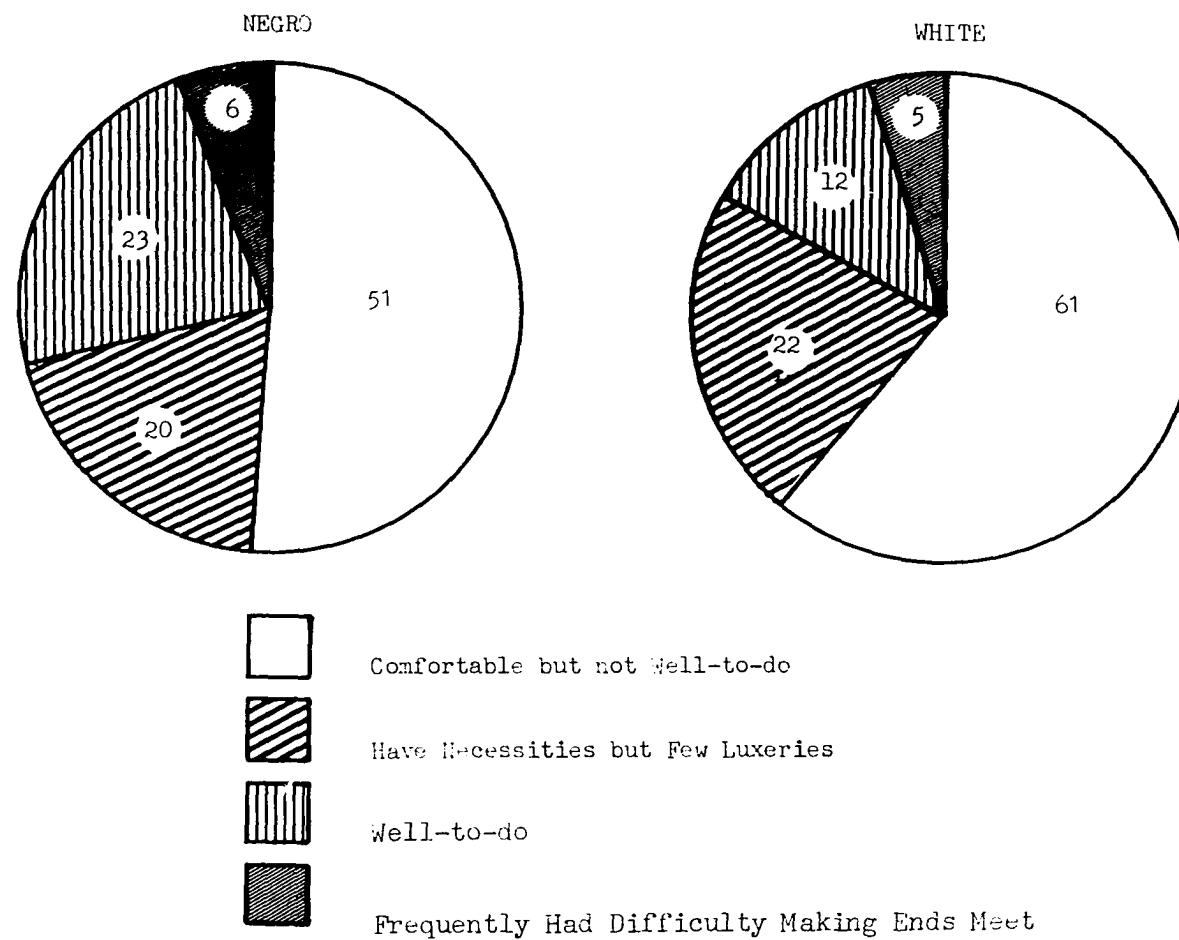 NEGRO
WHITE
6
5
23
12
51
61
22
20
Comfortable but not Well-to-do
Have Necessities but Few Luxeries
Well-to-do
Frequently Had Difficulty Making Ends Meet